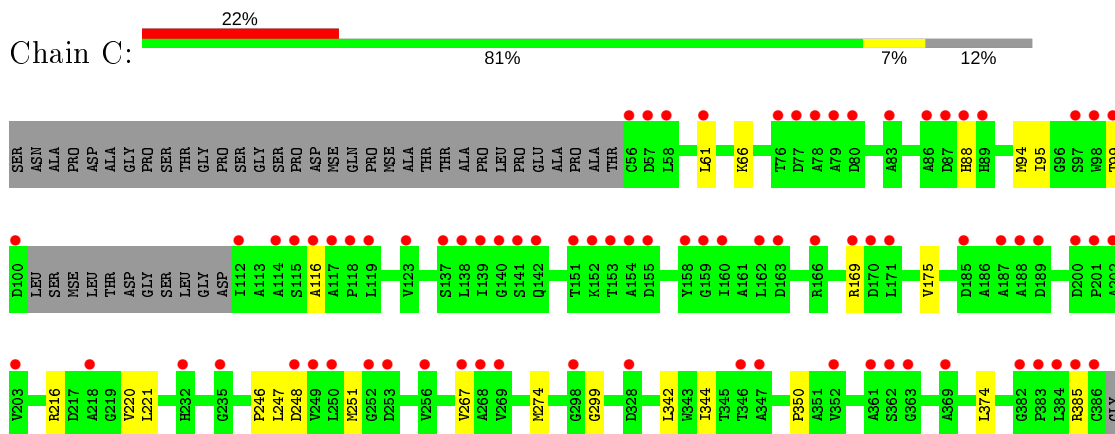 22%
Chain C:
81% 7% 12%
SER ASN ALA PRO ASP ALA GLY PRO SER THR GLY PRO SER GLY SER PRO ASP MSE GLN PRO MSE ALA THR THR ALA PRO LEU PRO GLU ALA PRO ALA THR C56 D57 L58 L61 K66 T76 D77 A78 A79 D80 A83 A86 D87 H88 H89 M94 I95 G96 S97 W98 T99
D100 LEU SER MSE LEU THR ASP GLY SER LEU GLY ASP I112 A113 A114 S115 A116 A117 P118 L119 V123 S137 L138 I139 G140 S141 Q142 T151 K152 T153 A154 D155 Y158 G159 I160 A161 L162 D163 R166 R169 D170 L171 V175 D185 A186 A187 A188 D189 D200 P201 A202
V203 R216 D217 A218 G219 V220 L221 H232 G235 P246 L247 D248 V249 L250 M251 G252 D253 V256 V267 A268 V269 M274 G298 G299 D328 L342 W343 I344 T345 T346 A347 P350 A351 V352 A361 S362 G363 A369 L374 G382 P383 L384 R385 C386 GLY